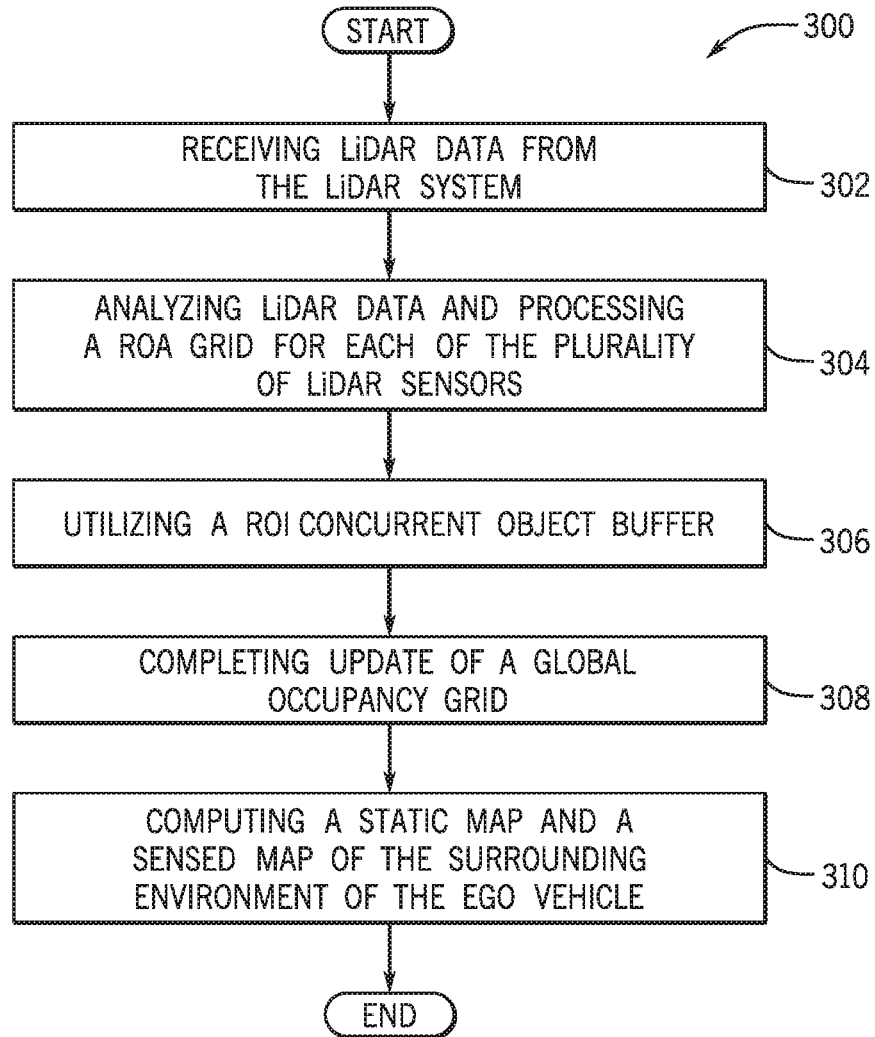 START
300
RECEIVING LiDAR DATA FROM
THE LiDAR SYSTEM
302
ANALYZING LiDAR DATA AND PROCESSING
A ROA GRID FOR EACH OF THE PLURALITY
OF LiDAR SENSORS
304
UTILIZING A ROI CONCURRENT OBJECT BUFFER
306
COMPLETING UPDATE OF A GLOBAL
OCCUPANCY GRID
308
COMPUTING A STATIC MAP AND A
SENSED MAP OF THE SURROUNDING
ENVIRONMENT OF THE EGO VEHICLE
310
END